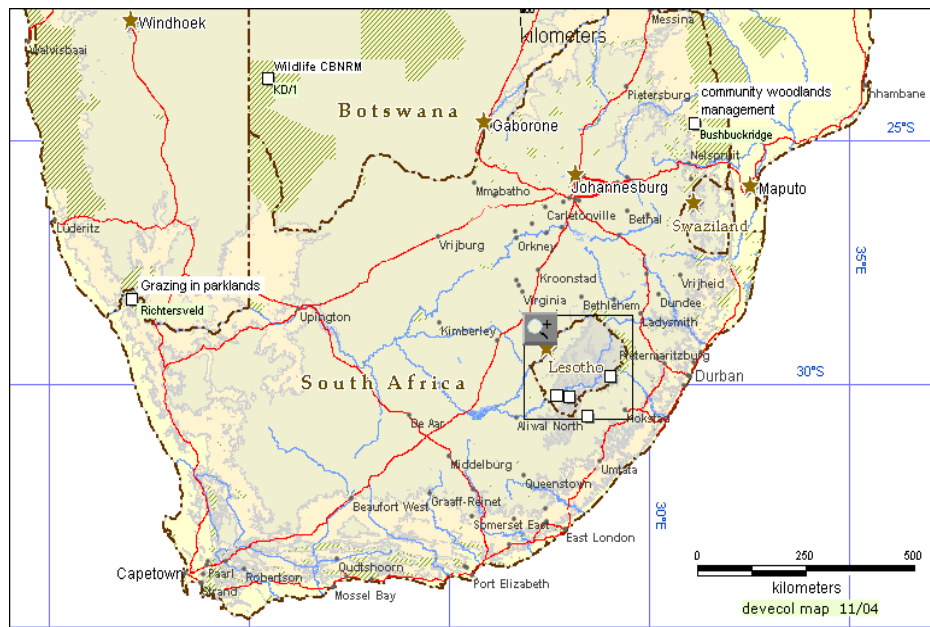 Windhoek
Messina
kilometers
Walvisbaai
Wildlife CBNRM
KD/1
Botswana
Pietersburg
community woodlands
management
Inhambane
Bushbuckridge
Gaborone
25°S
Nelspruit
Mmabatho
Johannesburg
Maputo
Carletonville
Bethal
Swaziland
Lüderitz
Vrijburg
Orkney
35°E
Grazing in parklands
Kroonstad
Vrijheid
Richtersveld
Virginia
Bethlehem
Dundee
Upington
Kimberley
Ladysmith
Pietermaritzburg
Lesotho
30°S
Durban
South Africa
De Aar
Aliwal North
Kokstad
Middelburg
Umtata
Queenstown
Beaufort West
Graaff-Reinet
30°E
Somerset East
East London
0
250
500
Capetown
Paarl
Robertson
Oudtshoorn
Port Elizabeth
kilometers
Strand
Mossel Bay
devecol map 11/04